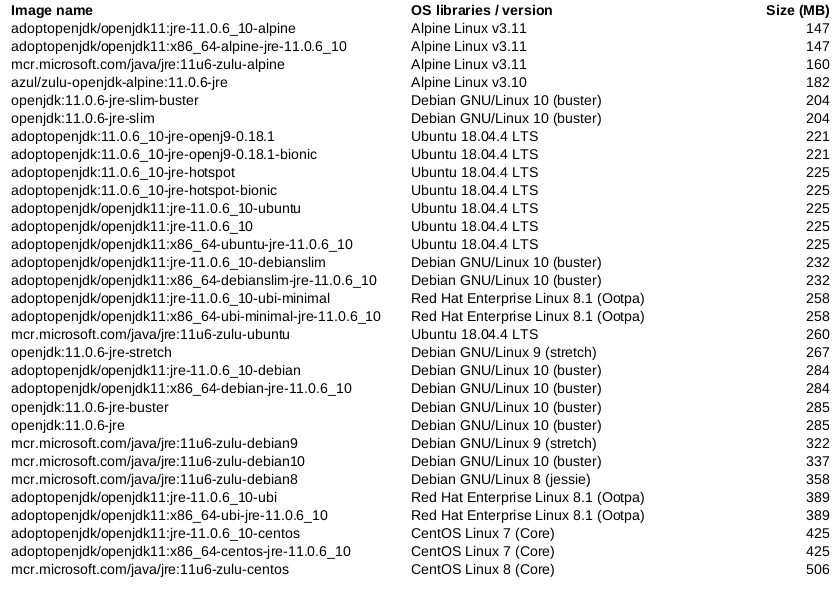 Image name OS libraries / version Size (MB)
adoptopenjdk/openjdk11:jre-11.0.6_10-alpine Alpine Linux v3.11 147
adoptopenjdk/openjdk11:x86_64-alpine-jre-11.0.6_10 Alpine Linux v3.11 147
mcr.microsoft.com/java/jre:11u6-zulu-alpine Alpine Linux v3.11 160
azul/zulu-openjdk-alpine:11.0.6-jre Alpine Linux v3.10 182
openjdk:11.0.6-jre-slim-buster Debian GNU/Linux 10 (buster) 204
openjdk:11.0.6-jre-slim Debian GNU/Linux 10 (buster) 204
adoptopenjdk:11.0.6_10-jre-openj9-0.18.1 Ubuntu 18.04.4 LTS 221
adoptopenjdk:11.0.6_10-jre-openj9-0.18.1-bionic Ubuntu 18.04.4 LTS 221
adoptopenjdk:11.0.6_10-jre-hotspot Ubuntu 18.04.4 LTS 225
adoptopenjdk:11.0.6_10-jre-hotspot-bionic Ubuntu 18.04.4 LTS 225
adoptopenjdk/openjdk11:jre-11.0.6_10-ubuntu Ubuntu 18.04.4 LTS 225
adoptopenjdk/openjdk11:jre-11.0.6_10 Ubuntu 18.04.4 LTS 225
adoptopenjdk/openjdk11:x86_64-ubuntu-jre-11.0.6_10 Ubuntu 18.04.4 LTS 225
adoptopenjdk/openjdk11:jre-11.0.6_10-debianslim Debian GNU/Linux 10 (buster) 232
adoptopenjdk/openjdk11:x86_64-debianslim-jre-11.0.6_10 Debian GNU/Linux 10 (buster) 232
adoptopenjdk/openjdk11:jre-11.0.6_10-ubi-minimal Red Hat Enterprise Linux 8.1 (Ootpa) 258
adoptopenjdk/openjdk11:x86_64-ubi-minimal-jre-11.0.6_10 Red Hat Enterprise Linux 8.1 (Ootpa) 258
mcr.microsoft.com/java/jre:11u6-zulu-ubuntu Ubuntu 18.04.4 LTS 260
openjdk:11.0.6-jre-stretch Debian GNU/Linux 9 (stretch) 267
adoptopenjdk/openjdk11:jre-11.0.6_10-debian Debian GNU/Linux 10 (buster) 284
adoptopenjdk/openjdk11:x86_64-debian-jre-11.0.6_10 Debian GNU/Linux 10 (buster) 284
openjdk:11.0.6-jre-buster Debian GNU/Linux 10 (buster) 285
openjdk:11.0.6-jre Debian GNU/Linux 10 (buster) 285
mcr.microsoft.com/java/jre:11u6-zulu-debian9 Debian GNU/Linux 9 (stretch) 322
mcr.microsoft.com/java/jre:11u6-zulu-debian10 Debian GNU/Linux 10 (buster) 337
mcr.microsoft.com/java/jre:11u6-zulu-debian8 Debian GNU/Linux 8 (jessie) 358
adoptopenjdk/openjdk11:jre-11.0.6_10-ubi Red Hat Enterprise Linux 8.1 (Ootpa) 389
adoptopenjdk/openjdk11:x86_64-ubi-jre-11.0.6_10 Red Hat Enterprise Linux 8.1 (Ootpa) 389
adoptopenjdk/openjdk11:jre-11.0.6_10-centos CentOS Linux 7 (Core) 425
adoptopenjdk/openjdk11:x86_64-centos-jre-11.0.6_10 CentOS Linux 7 (Core) 425
mcr.microsoft.com/java/jre:11u6-zulu-centos CentOS Linux 8 (Core) 506